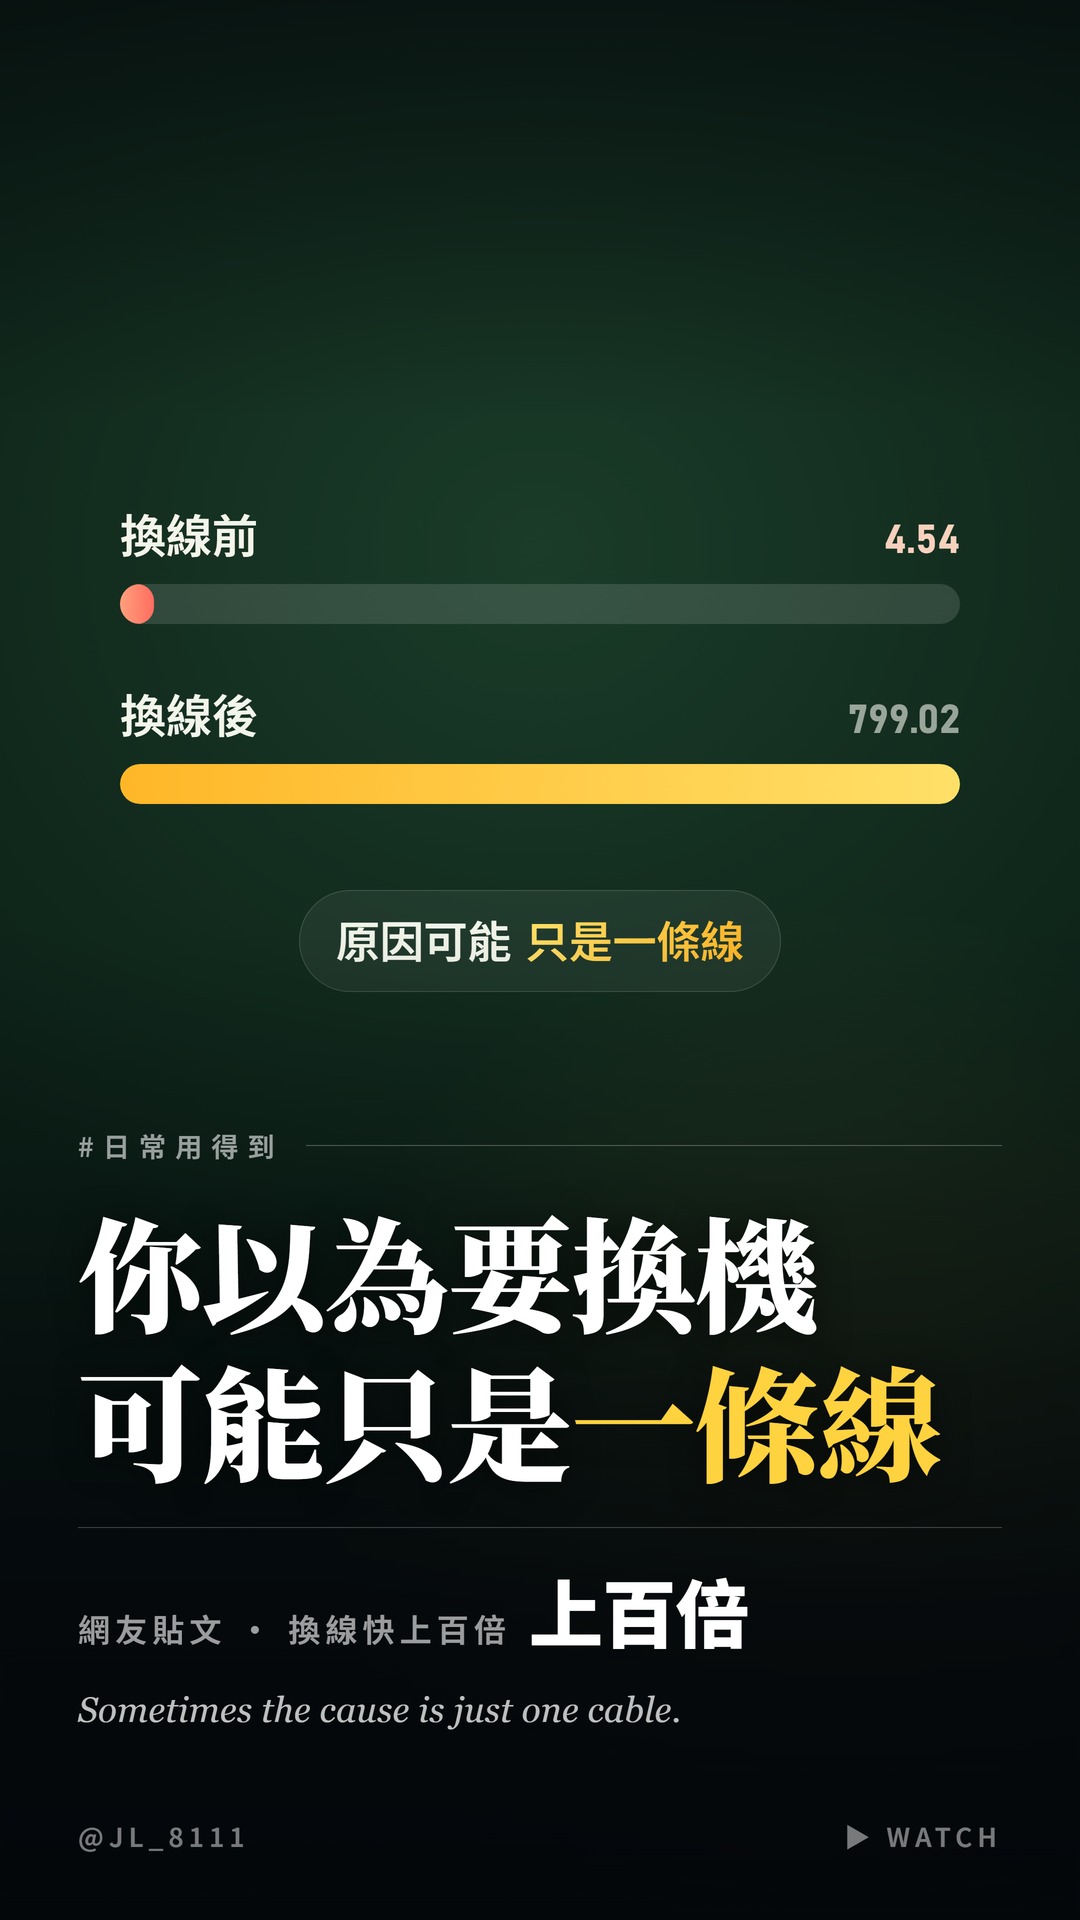 換線前
4.54
換線後
799.02
原因可能 只是一條線
#日常用得到
你以為要換機
可能只是一條線
網友貼文 · 換線快上百倍 上百倍
Sometimes the cause is just one cable.
@JL_8111
▶ WATCH